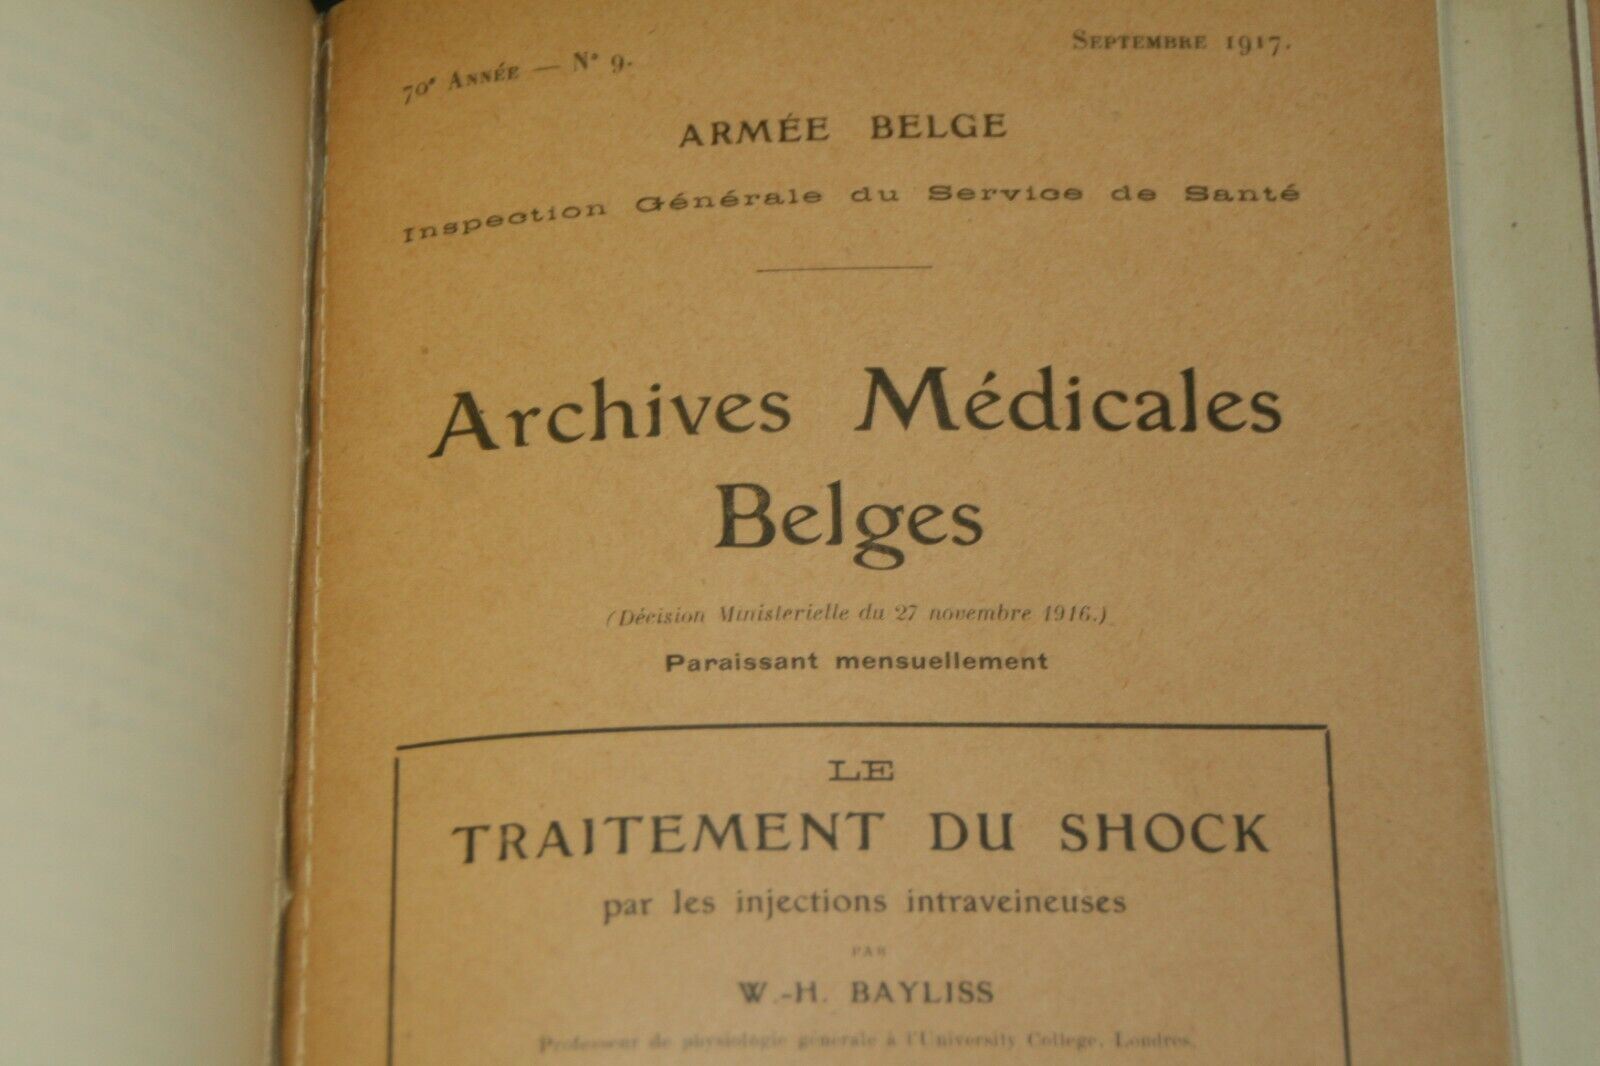 70e Année — N° 9.
Septembre 1917.
ARMÉE BELGE
Inspection Générale du Service de Santé
Archives Médicales
Belges
(Décision Ministerielle du 27 novembre 1916.)
Paraissant mensuellement
LE
TRAITEMENT DU SHOCK
par les injections intraveineuses
PAR
W.-H. BAYLISS
Professeur de physiologie générale à l'University College, Londres.